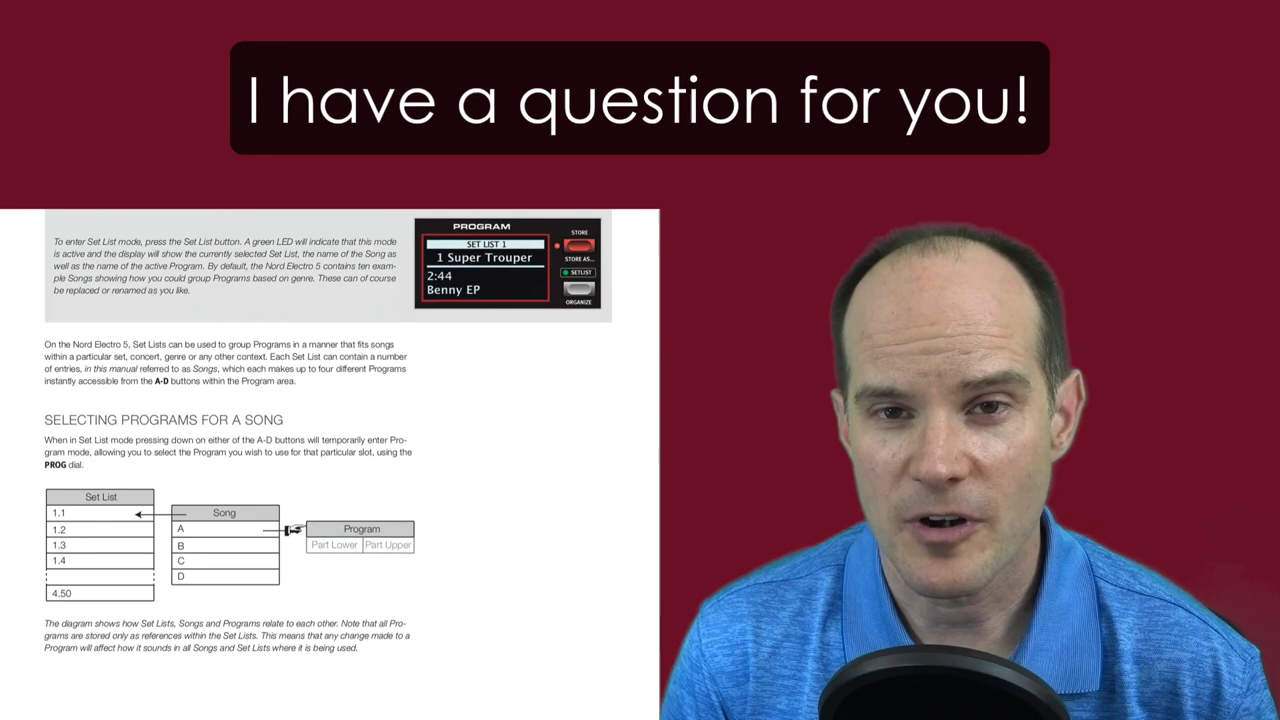 I have a question for you!
To enter Set List mode, press the Set List button. A green LED will indicate that this mode
is active and the display will show the currently selected Set List, the name of the Song as
well as the name of the active Program. By default, the Nord Electro 5 contains ten exam-
ple Songs showing how you could group Programs based on genre. These can of course
be replaced or renamed as you like.
PROGRAM
SET LIST 1
1 Super Trouper
2:44
Benny EP
STORE
STORE AS...
SETLIST
ORGANIZE
On the Nord Electro 5, Set Lists can be used to group Programs in a manner that fits songs
within a particular set, concert, genre or any other context. Each Set List can contain a number
of entries, in this manual referred to as Songs, which each makes up to four different Programs
instantly accessible from the A-D buttons within the Program area.
SELECTING PROGRAMS FOR A SONG
When in Set List mode pressing down on either of the A-D buttons will temporarily enter Pro-
gram mode, allowing you to select the Program you wish to use for that particular slot, using the
PROG dial.
Set List
1.1
1.2
1.3
1.4
4.50
Song
A
B
C
D
Program
Part Lower Part Upper
The diagram shows how Set Lists, Songs and Programs relate to each other. Note that all Pro-
grams are stored only as references within the Set Lists. This means that any change made to a
Program will affect how it sounds in all Songs and Set Lists where it is being used.